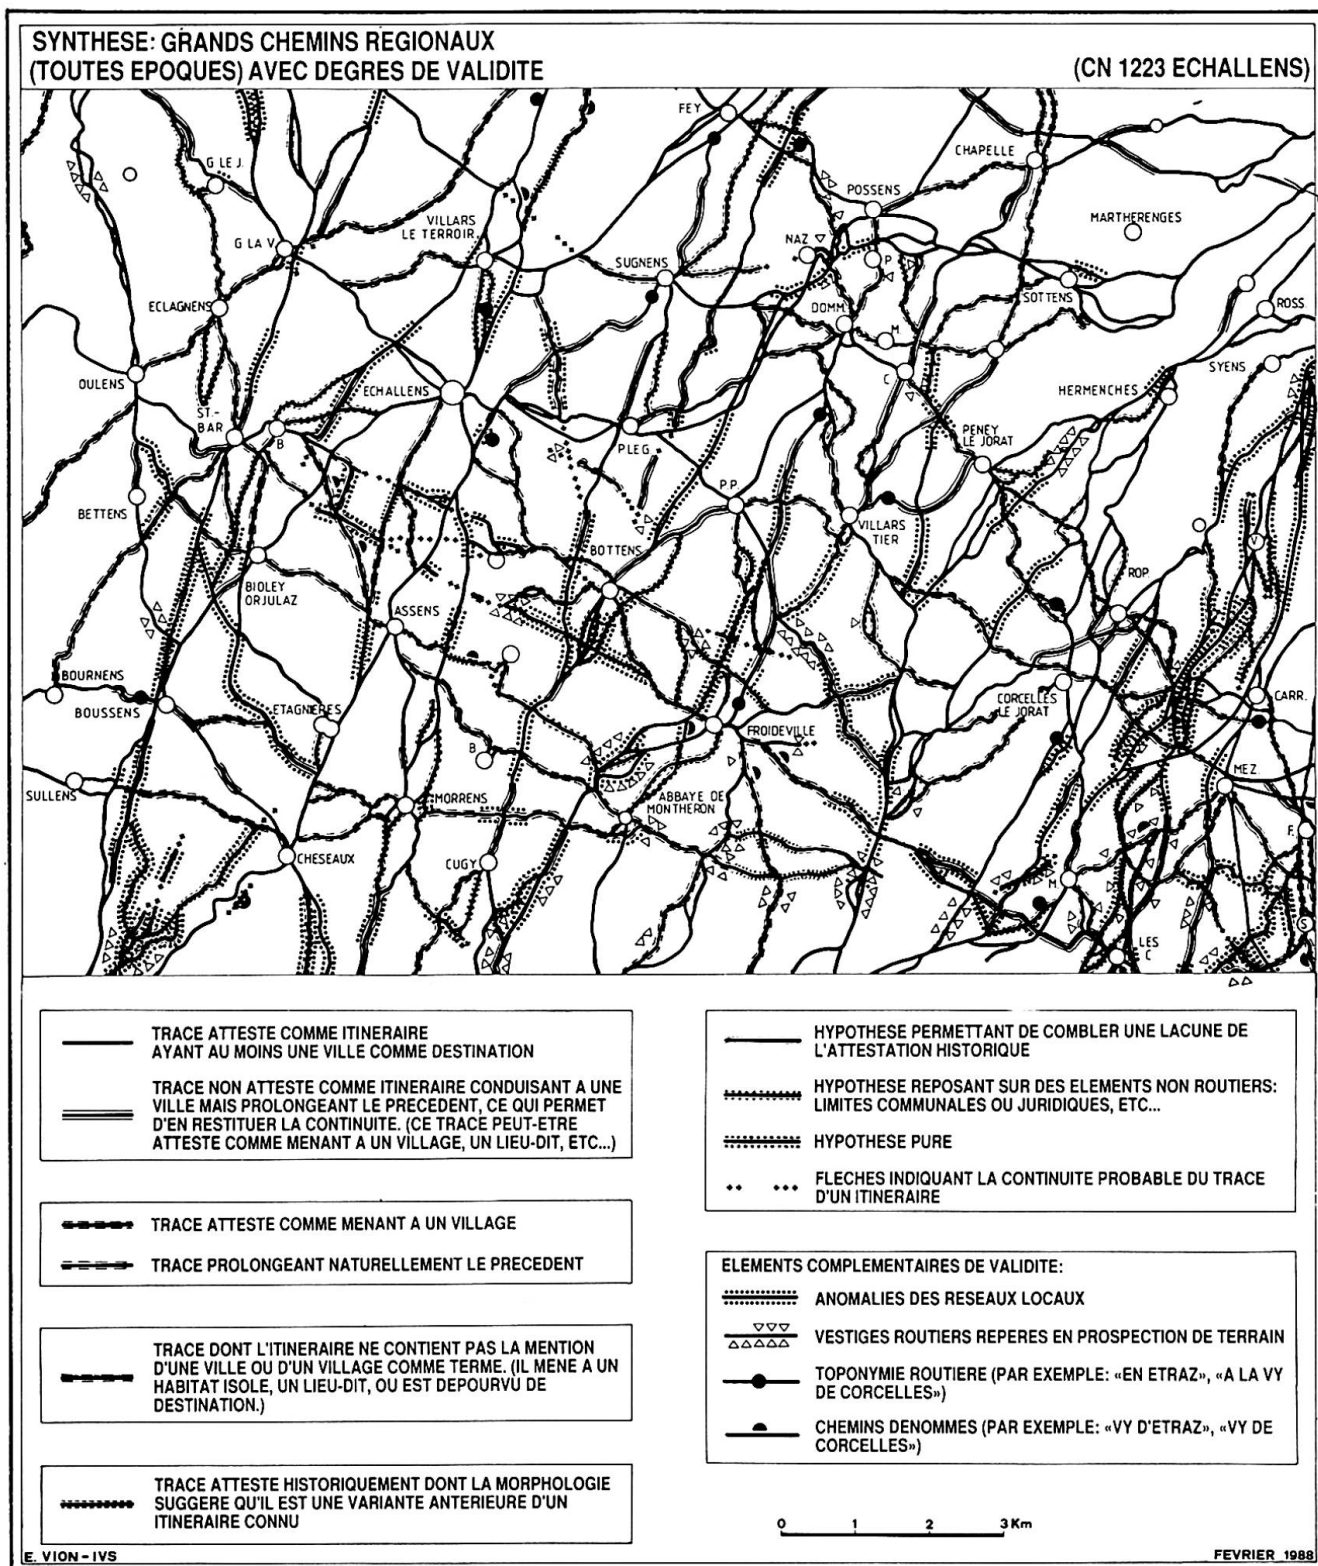 SYNTHESE: GRANDS CHEMINS REGIONAUX
(TOUTES EPOQUES) AVEC DEGRES DE VALIDITE
(CN 1223 ECHALLENS)
FEY
CHAPELLE
G LE J.
POSSENS
MARTHERENGES
VILLARS
LE TERROIR
G LA V.
NAZ
SUGNENS
P.
SOTTENS
ECLAGNENS
DOMM.
ROSS.
M.
OULENS
ECHALLENS
C
HERMENCHES
SYENS
ST.-
BAR
B
P LE G.
PENEY
LE JORAT
P.P.
BETTENS
VILLARS
TIER
BOTTENS
V
BIOLEY
ORJULAZ
ROP.
ASSENS
BOURNENS
BOUSSENS
ETAGNERES
CORCELLES
LE JORAT
CARR.
FROIDEVILLE
B
MEZ.
SULLENS
MORRENS
ABBAYE DE
MONTHERON
F.
CHESEAUX
CUGY
M.
S
LES
C
TRACE ATTESTE COMME ITINERAIRE
AYANT AU MOINS UNE VILLE COMME DESTINATION
TRACE NON ATTESTE COMME ITINERAIRE CONDUISANT A UNE
VILLE MAIS PROLONGEANT LE PRECEDENT, CE QUI PERMET
D'EN RESTITUER LA CONTINUITE. (CE TRACE PEUT-ETRE
ATTESTE COMME MENANT A UN VILLAGE, UN LIEU-DIT, ETC...)
TRACE ATTESTE COMME MENANT A UN VILLAGE
TRACE PROLONGEANT NATURELLEMENT LE PRECEDENT
TRACE DONT L'ITINERAIRE NE CONTIENT PAS LA MENTION
D'UNE VILLE OU D'UN VILLAGE COMME TERME. (IL MENE A UN
HABITAT ISOLE, UN LIEU-DIT, OU EST DEPOURVU DE
DESTINATION.)
TRACE ATTESTE HISTORIQUEMENT DONT LA MORPHOLOGIE
SUGGERE QU'IL EST UNE VARIANTE ANTERIEURE D'UN
ITINERAIRE CONNU
HYPOTHESE PERMETTANT DE COMBLER UNE LACUNE DE
L'ATTESTATION HISTORIQUE
HYPOTHESE REPOSANT SUR DES ELEMENTS NON ROUTIERS:
LIMITES COMMUNALES OU JURIDIQUES, ETC...
HYPOTHESE PURE
FLECHES INDIQUANT LA CONTINUITE PROBABLE DU TRACE
D'UN ITINERAIRE
ELEMENTS COMPLEMENTAIRES DE VALIDITE:
ANOMALIES DES RESEAUX LOCAUX
VESTIGES ROUTIERS REPERES EN PROSPECTION DE TERRAIN
TOPONYMIE ROUTIERE (PAR EXEMPLE: «EN ETRAZ», «A LA VY
DE CORCELLES»)
CHEMINS DENOMMES (PAR EXEMPLE: «VY D'ETRAZ», «VY DE
CORCELLES»)
0 1 2 3 Km
E. VION - IVS
FEVRIER 1988